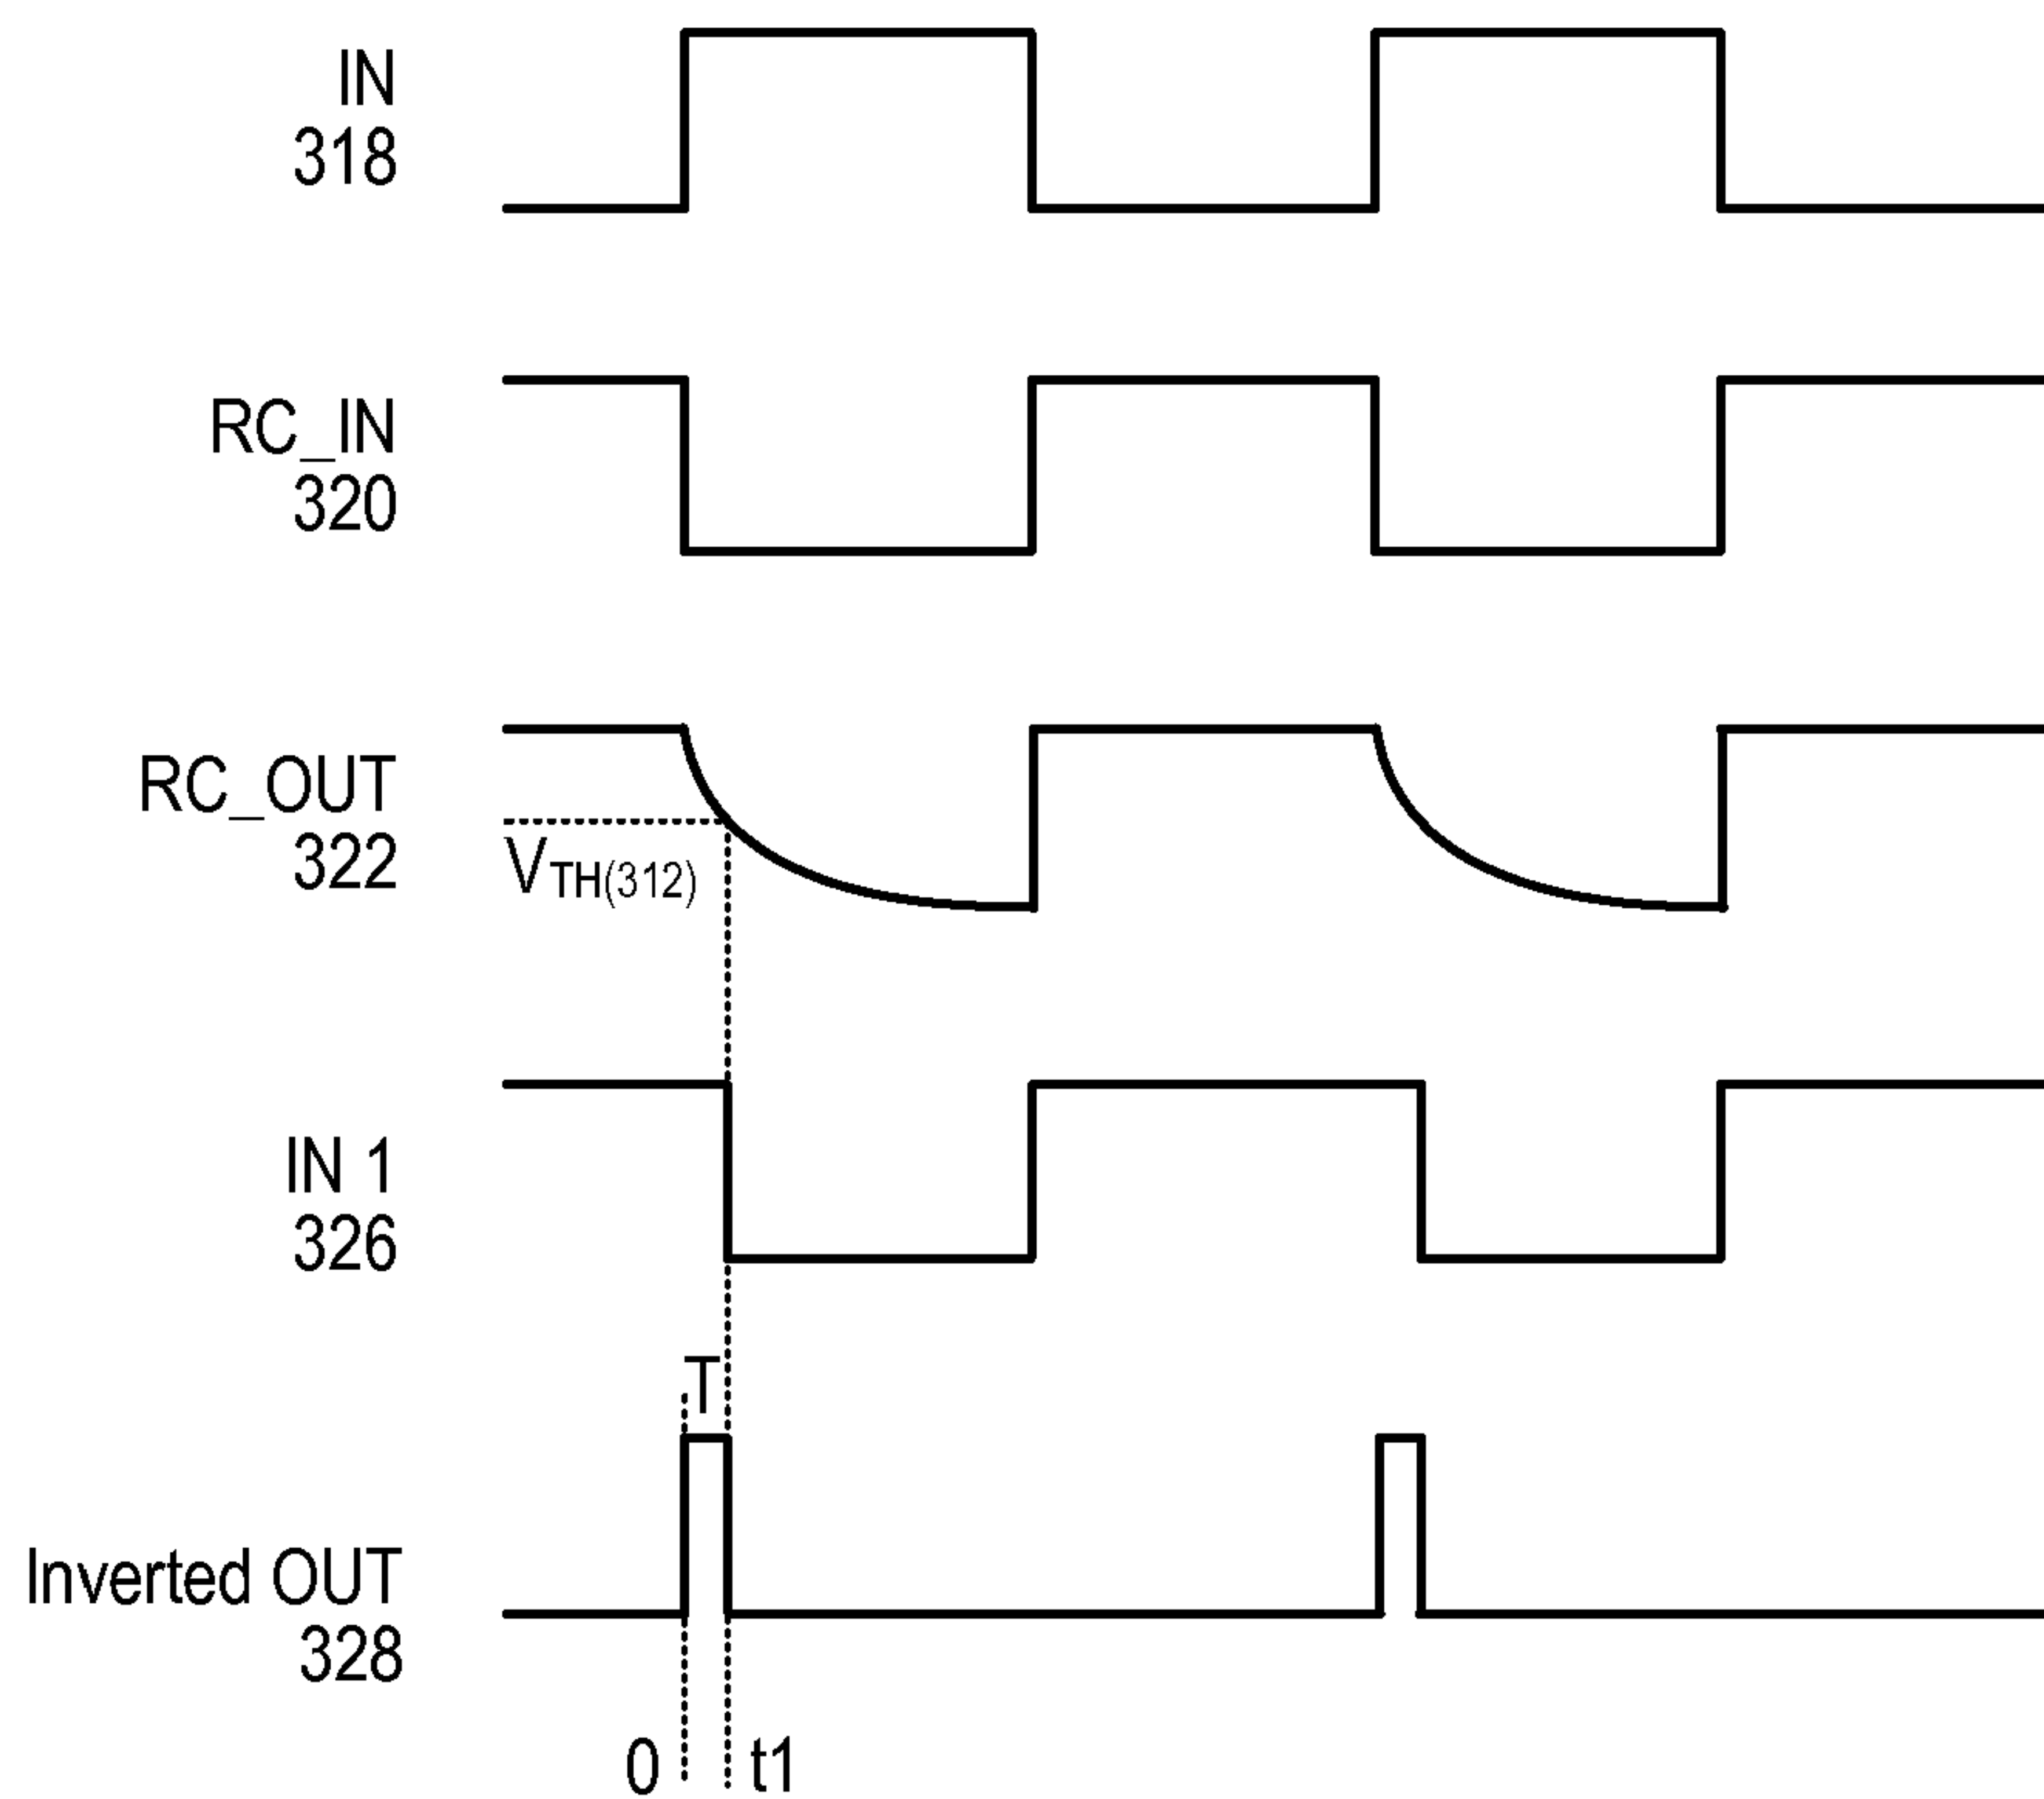 IN
318
RC_IN
320
RC_OUT
322
VTH(312)
IN 1
326
T
Inverted OUT
328
0
t1